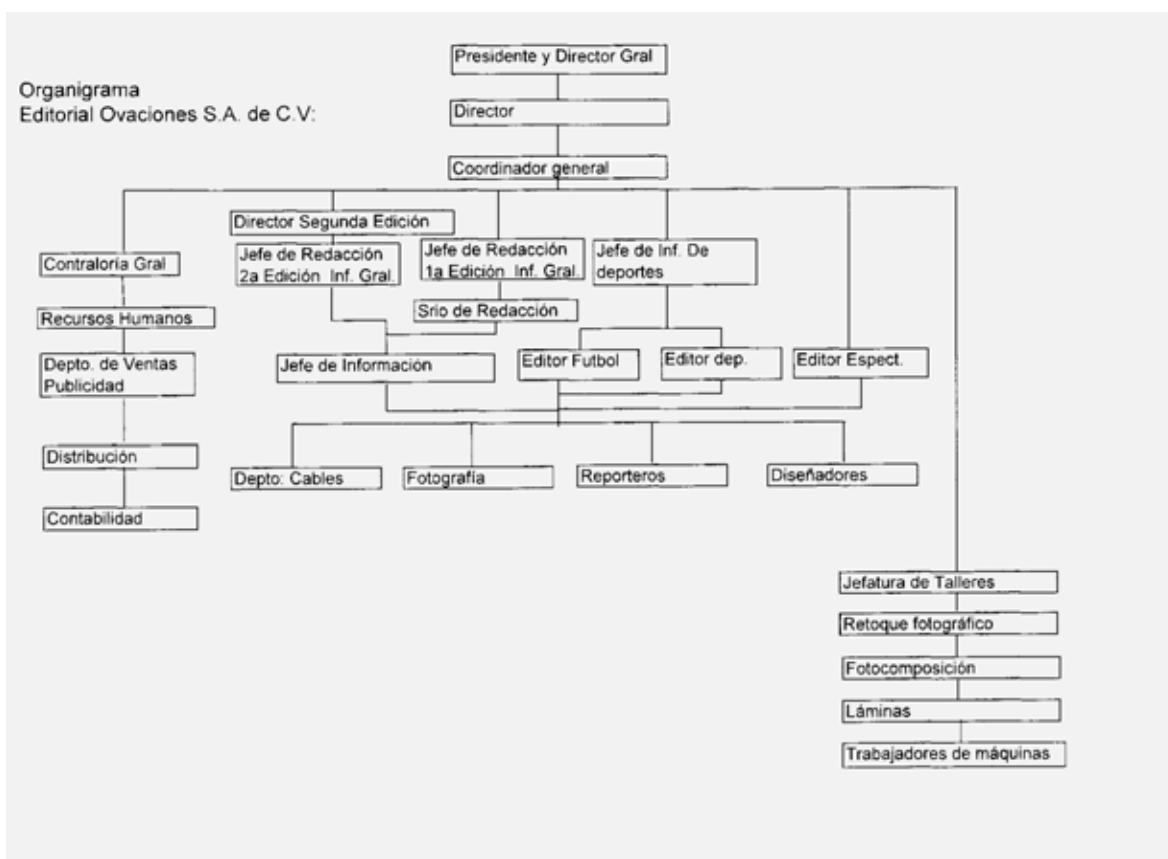 Presidente y Director Gral
Organigrama
Editorial Ovaciones S.A. de C.V:
Director
Coordinador general
Director Segunda Edición
Jefe de Redacción
2a Edición Inf. Gral.
Jefe de Redacción
1a Edición Inf. Gral.
Jefe de Inf. De
deportes
Contraloría Gral
Srio de Redacción
Recursos Humanos
Depto. de Ventas
Publicidad
Jefe de Información
Editor Futbol
Editor dep.
Editor Espect.
Distribución
Depto: Cables
Fotografía
Reporteros
Diseñadores
Contabilidad
Jefatura de Talleres
Retoque fotográfico
Fotocomposición
Láminas
Trabajadores de máquinas